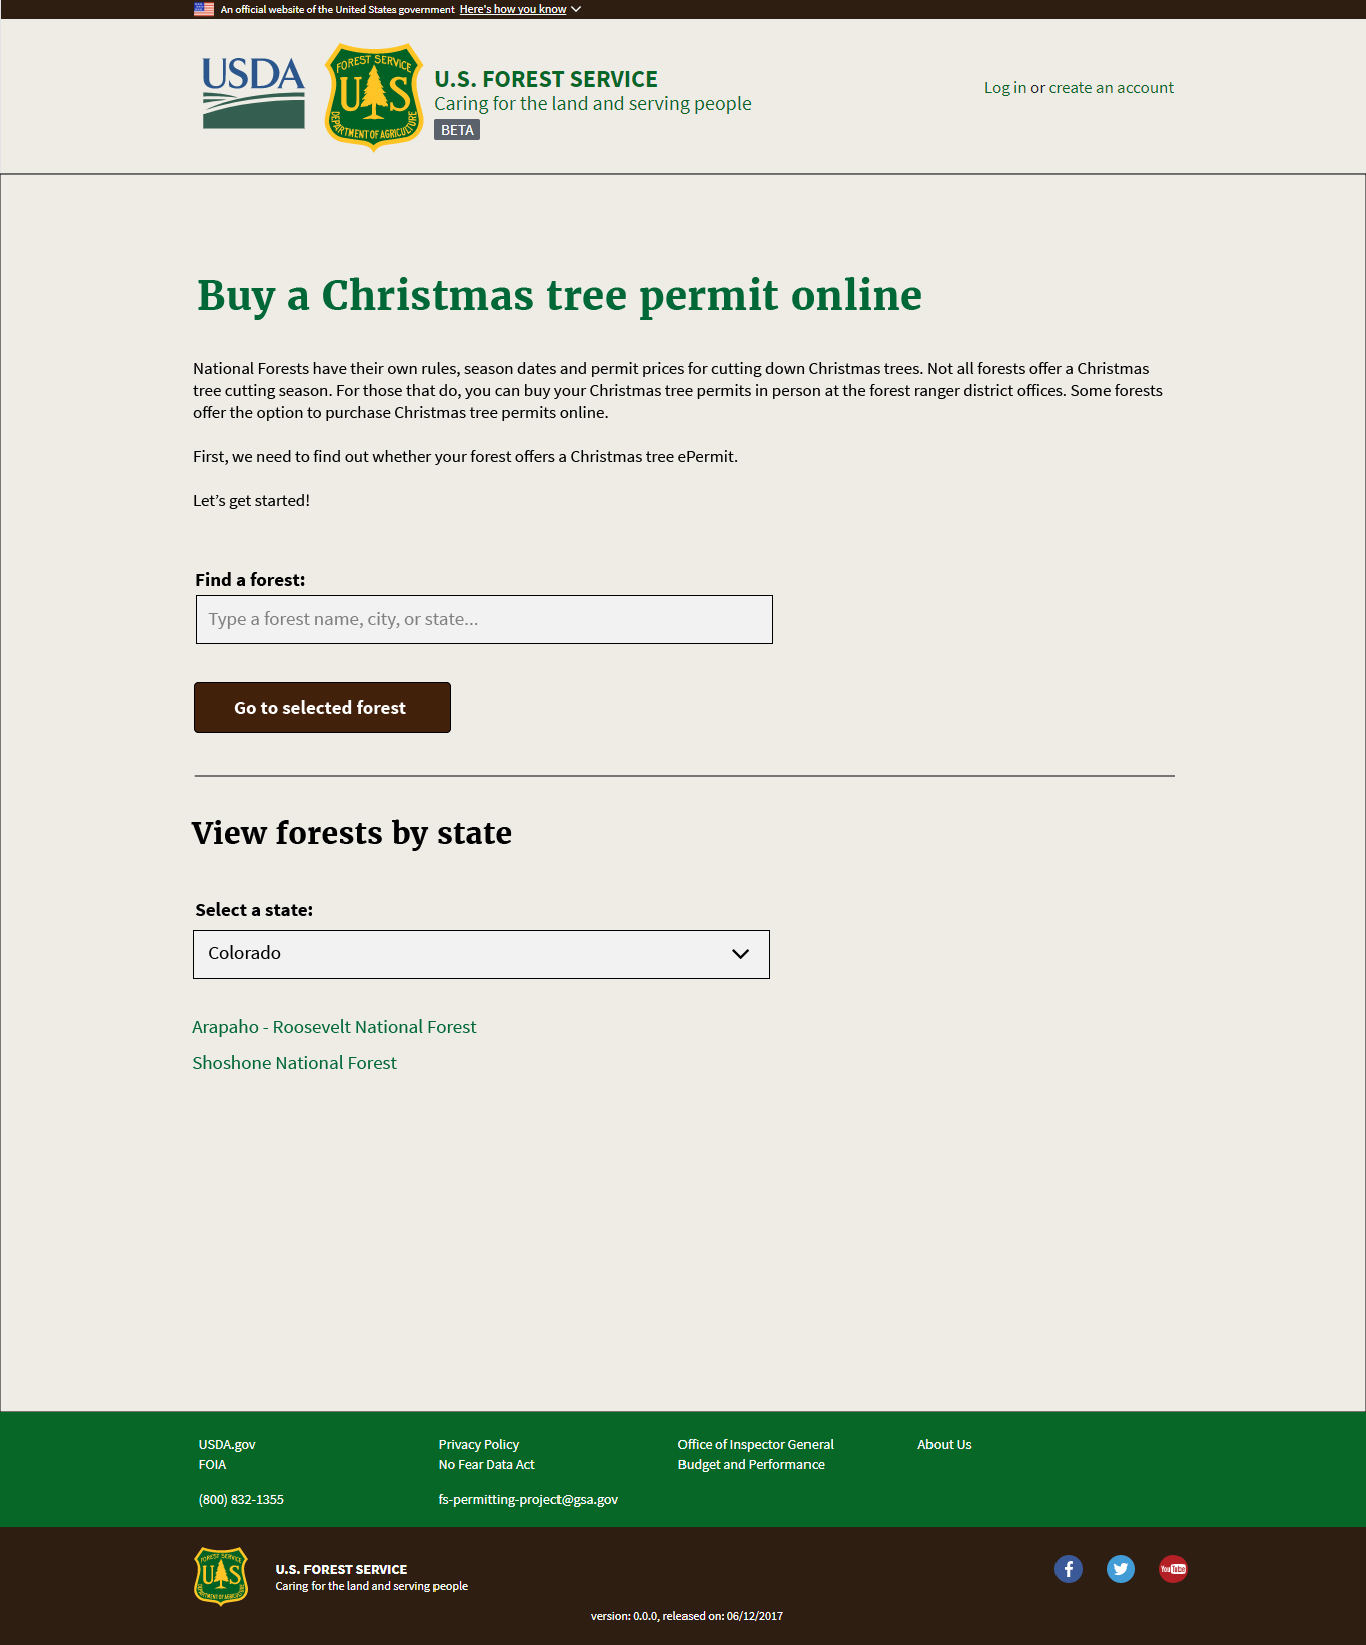 An official website of the United States government Here's how you know
USDA
FOREST SERVICE
U S
DEPARTMENT OF AGRICULTURE
U.S. FOREST SERVICE
Caring for the land and serving people
BETA
Log in or create an account
Buy a Christmas tree permit online
National Forests have their own rules, season dates and permit prices for cutting down Christmas trees. Not all forests offer a Christmas
tree cutting season. For those that do, you can buy your Christmas tree permits in person at the forest ranger district offices. Some forests
offer the option to purchase Christmas tree permits online.
First, we need to find out whether your forest offers a Christmas tree ePermit.
Let’s get started!
Find a forest:
Type a forest name, city, or state...
Go to selected forest
View forests by state
Select a state:
Colorado
Arapaho - Roosevelt National Forest
Shoshone National Forest
USDA.gov Privacy Policy Office of Inspector General About Us
FOIA No Fear Data Act Budget and Performance
(800) 832-1355 fs-permitting-project@gsa.gov
FOREST SERVICE
U S
DEPARTMENT OF AGRICULTURE
U.S. FOREST SERVICE
Caring for the land and serving people
YouTube
version: 0.0.0, released on: 06/12/2017